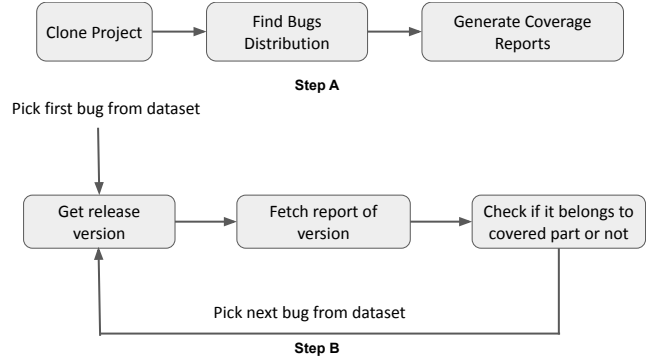 Clone Project
Find Bugs
Distribution
Generate Coverage
Reports
Step A
Pick first bug from dataset
Get release
version
Fetch report of
version
Check if it belongs to
covered part or not
Pick next bug from dataset
Step B